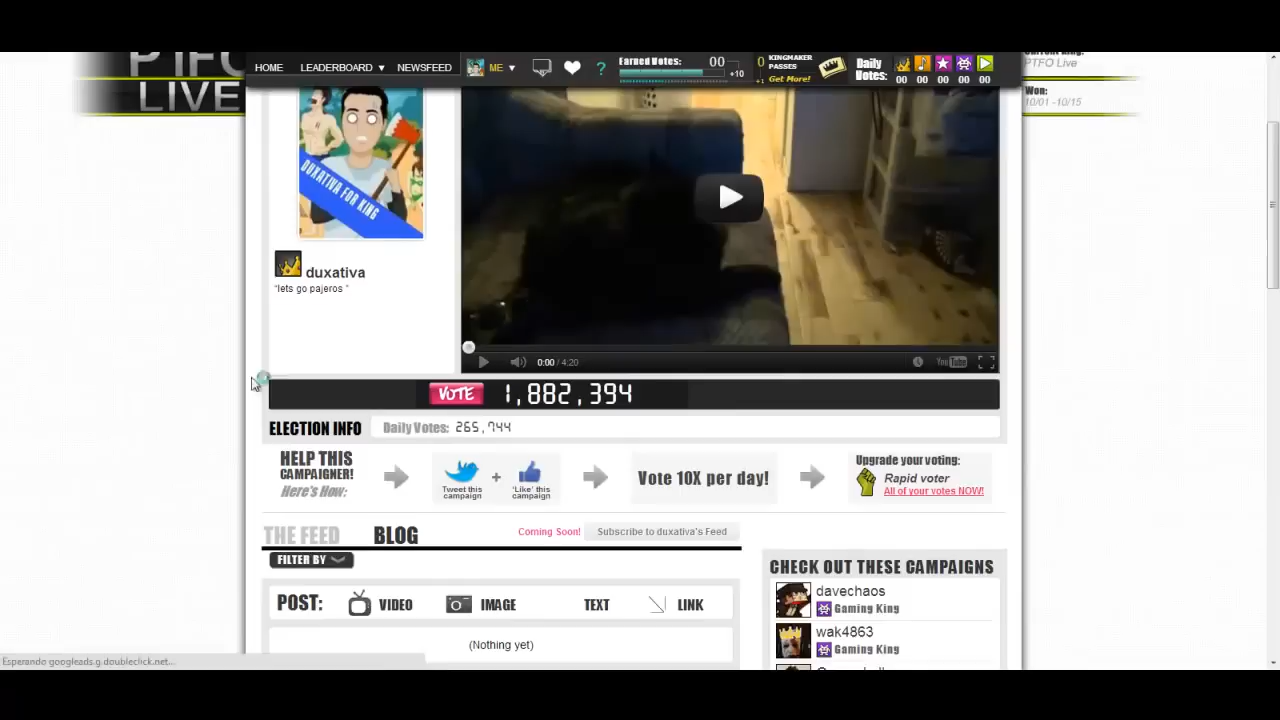 PTFO
LIVE
HOME
LEADERBOARD
NEWSFEED
ME
?
Earned Votes:
00
+10
0
+1
KINGMAKER
PASSES
Get More!
Daily
Votes:
00 00 00 00 00
PTFO Live
Won:
10/01 -10/15
DUXATIVA FOR KING
duxativa
"lets go pajeros "
0:00 / 4:20
YouTube
VOTE
1,882,394
ELECTION INFO
Daily Votes: 265,744
HELP THIS
CAMPAIGNER!
Here's How:
Tweet this
campaign
+
'Like' this
campaign
Vote 10X per day!
Upgrade your voting:
Rapid voter
All of your votes NOW!
THE FEED
BLOG
Coming Soon!
Subscribe to duxativa's Feed
FILTER BY
CHECK OUT THESE CAMPAIGNS
POST:
VIDEO
IMAGE
TEXT
LINK
davechaos
Gaming King
(Nothing yet)
wak4863
Gaming King
Esperando googleads.g.doubleclick.net...